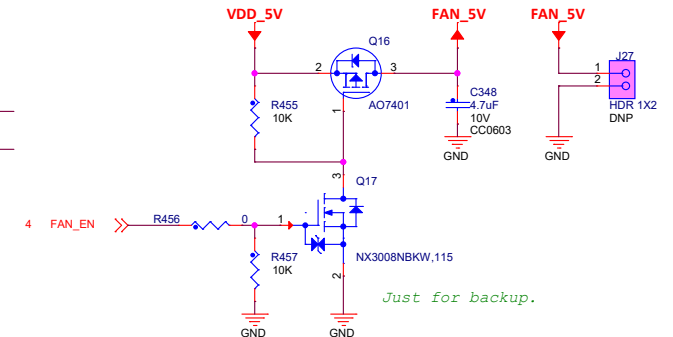 VDD_5V
FAN_5V
FAN_5V
Q16
2
3
AO7401
1
R455
10K
C348
4.7uF
10V
CC0603
GND
J27
1
2
HDR 1X2
DNP
GND
3
Q17
4 FAN_EN
R456
0
1
R457
10K
NX3008NBKW,115
2
Just for backup.
GND
GND